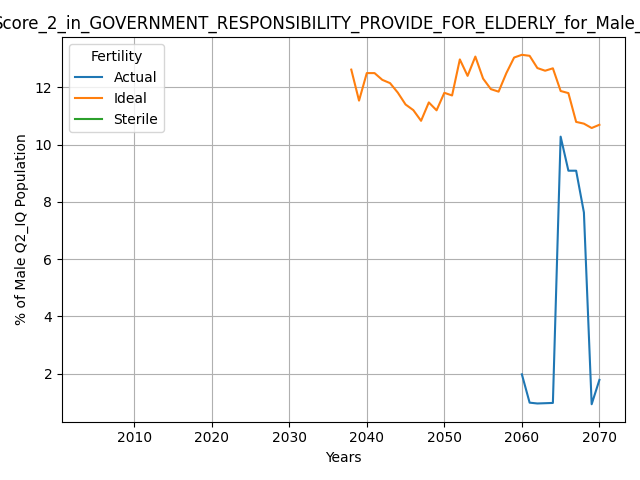 Score_2_in_GOVERNMENT_RESPONSIBILITY_PROVIDE_FOR_ELDERLY_for_Male_
Fertility
Actual
Ideal
Sterile
12
10
8
6
4
2
% of Male Q2_IQ Population
2010 2020 2030 2040 2050 2060 2070
Years